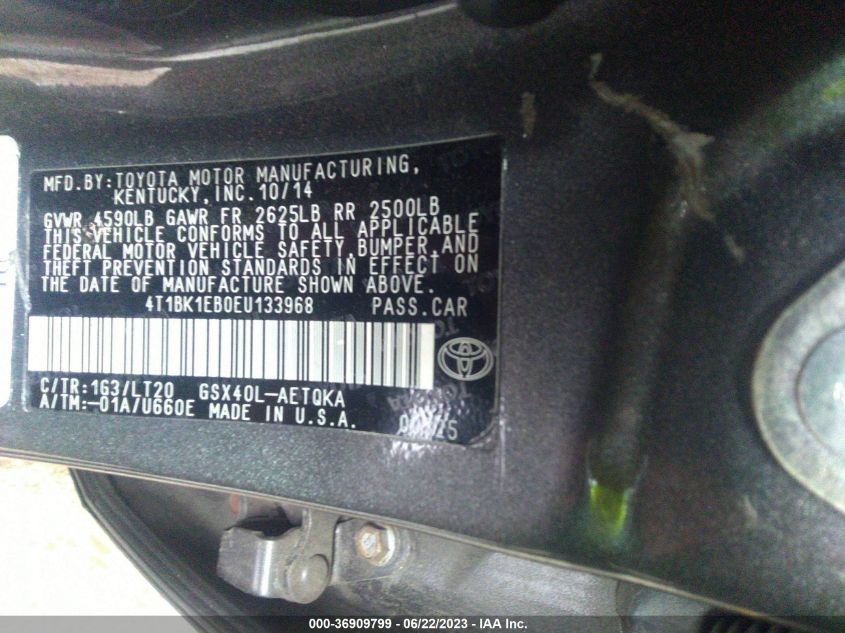 MFD.BY:TOYOTA MOTOR MANUFACTURING,
KENTUCKY,INC.10/14
GVWR 4590LB GAWR FR 2625LB RR 2500LB
THIS VEHICLE CONFORMS TO ALL APPLICABLE
FEDERAL MOTOR VEHICLE SAFETY,BUMPER,AND
THEFT PREVENTION STANDARDS IN EFFECT ON
THE DATE OF MANUFACTURE SHOWN ABOVE.
4T1BK1EB0EU133968 PASS.CAR
C/TR:1G3/LT20 GSX40L-AETQKA
A/TM:-01A/U660E MADE IN U.S.A.
000-36909799 - 06/22/2023 - IAA Inc.